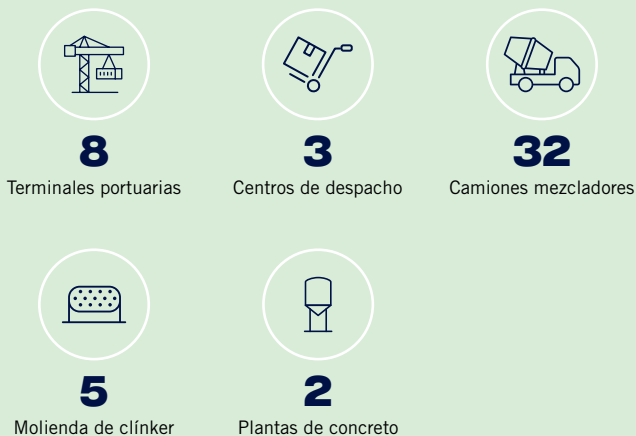 8
Terminales portuarias
3
Centros de despacho
32
Camiones mezcladores
5
Molienda de clínker
2
Plantas de concreto